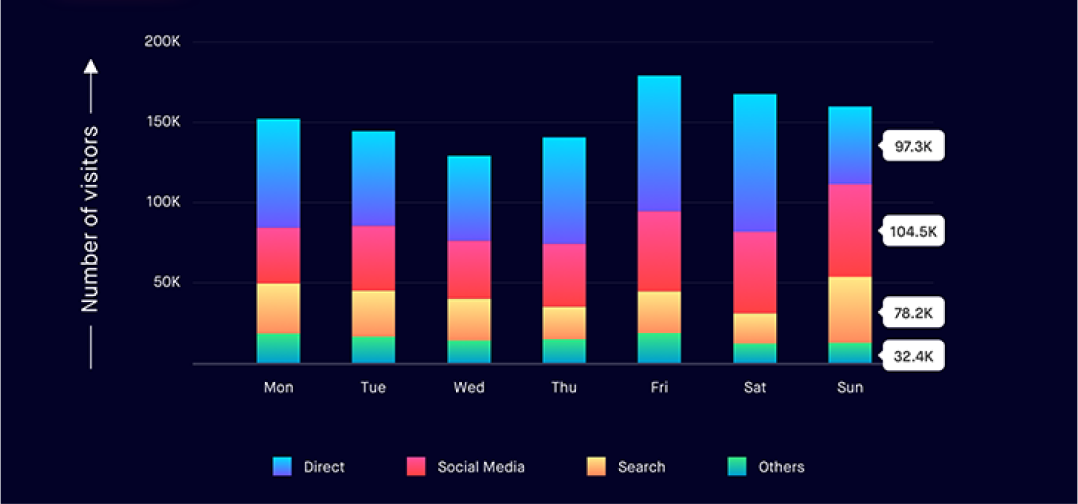 200K
150K
100K
50K
Number of visitors
97.3K
104.5K
78.2K
32.4K
Mon Tue Wed Thu Fri Sat Sun
Direct Social Media Search Others